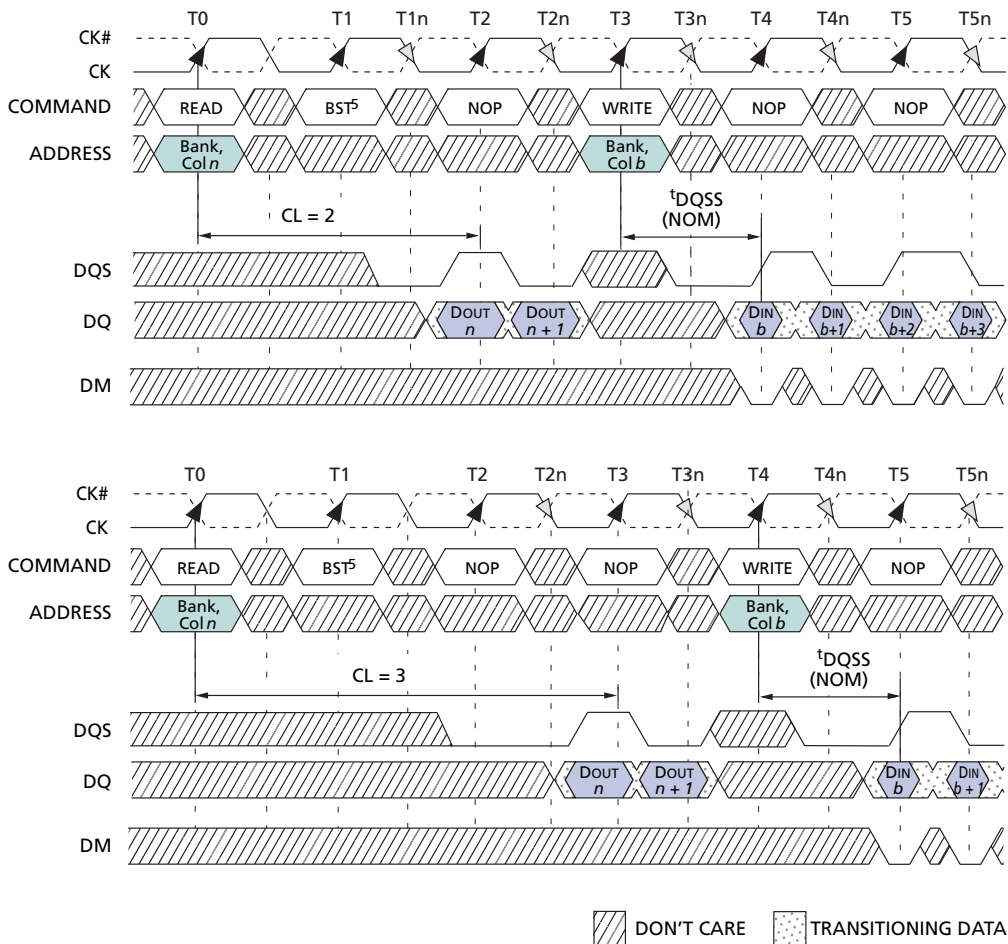 T0 T1 T1n T2 T2n T3 T3n T4 T4n T5 T5n
CK#
CK
COMMAND READ BST5 NOP WRITE NOP NOP
ADDRESS Bank, Col n Bank, Col b
CL = 2
tDQSS (NOM)
DQS
DQ DOUT n DOUT n + 1 DIN b DIN b+1 DIN b+2 DIN b+3
DM
T0 T1 T2 T2n T3 T3n T4 T4n T5 T5n
CK#
CK
COMMAND READ BST5 NOP NOP WRITE NOP
ADDRESS Bank, Col n Bank, Col b
CL = 3
tDQSS (NOM)
DQS
DQ DOUT n DOUT n + 1 DIN b DIN b + 1
DM
DON'T CARE TRANSITIONING DATA